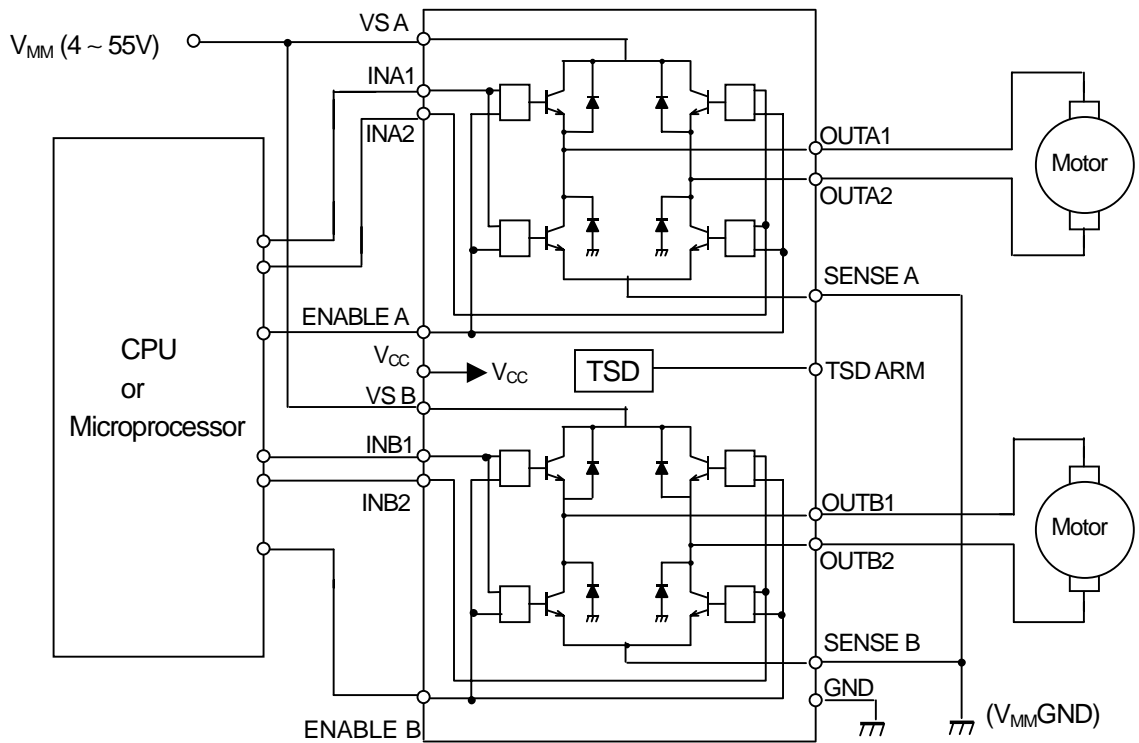 VS A
VMM (4 ~ 55V)
INA1
INA2
OUTA1
Motor
OUTA2
SENSE A
ENABLE A
CPU
or
Microprocessor
VCC
VCC
TSD
TSD ARM
VS B
INB1
INB2
OUTB1
Motor
OUTB2
SENSE B
GND
(VMMGND)
ENABLE B